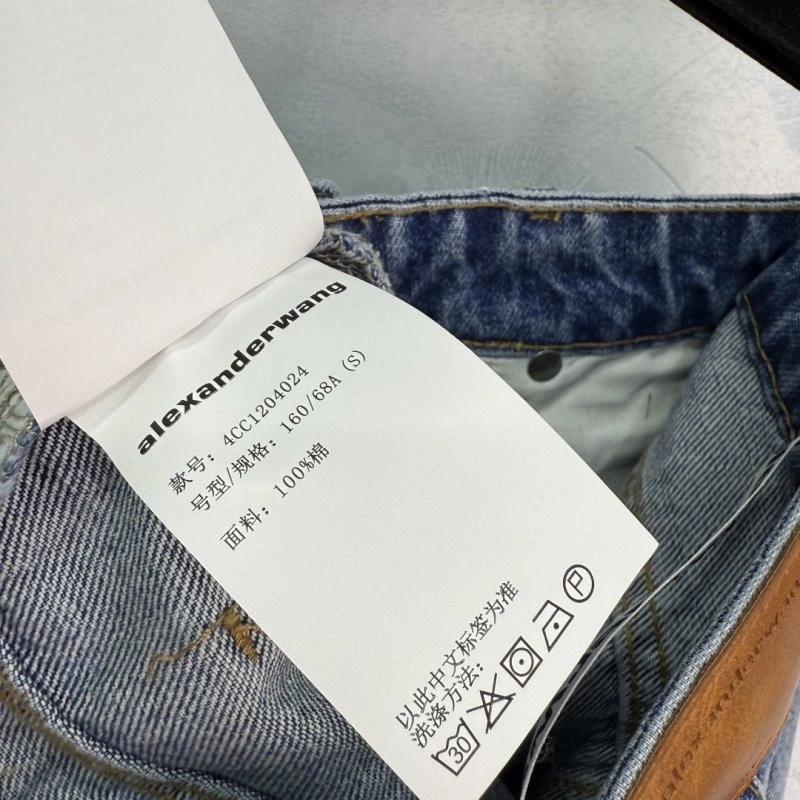 alexanderwang
款号: 4CC1204024
号型/规格: 160/68A (S)
面料: 100%棉
以此中文标签为准
洗涤方法:
30
P
alexanderwang